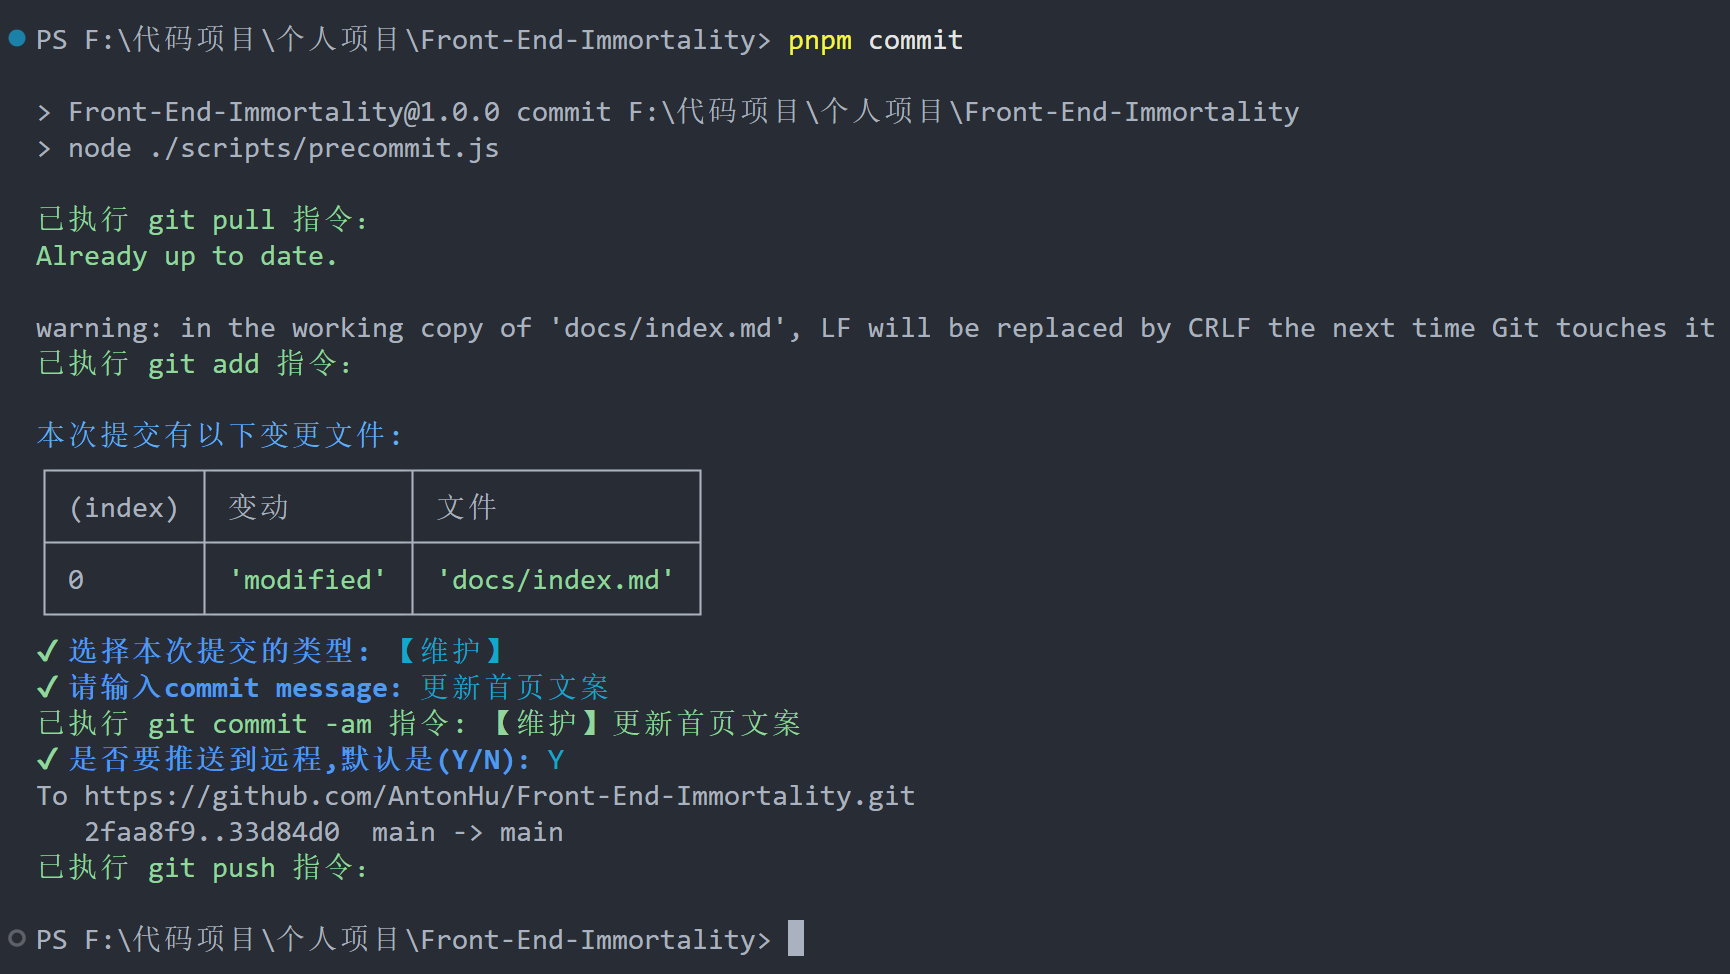 PS F:\代码项目\个人项目\Front-End-Immortality> pnpm commit
> Front-End-Immortality@1.0.0 commit F:\代码项目\个人项目\Front-End-Immortality
> node ./scripts/precommit.js
已执行 git pull 指令:
Already up to date.
warning: in the working copy of 'docs/index.md', LF will be replaced by CRLF the next time Git touches it
已执行 git add 指令:
本次提交有以下变更文件:
(index) 变动 文件
0 'modified' 'docs/index.md'
✔ 选择本次提交的类型: 【维护】
✔ 请输入commit message: 更新首页文案
已执行 git commit -am 指令: 【维护】更新首页文案
✔ 是否要推送到远程,默认是(Y/N): Y
To https://github.com/AntonHu/Front-End-Immortality.git
2faa8f9..33d84d0 main -> main
已执行 git push 指令:
PS F:\代码项目\个人项目\Front-End-Immortality>